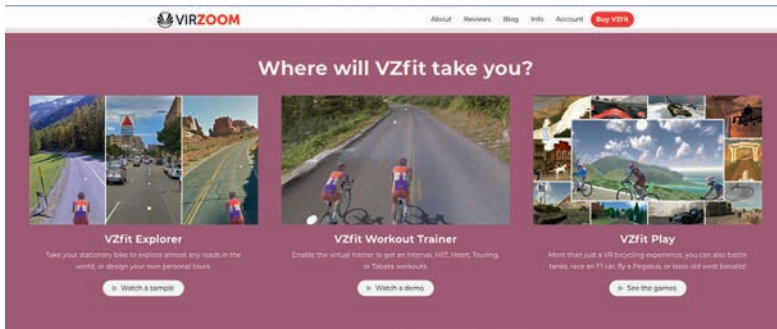 VIRZOOM
About Reviews Blog Info Account Buy VZfit
Where will VZfit take you?
VZfit Explorer
Take your stationary bike to explore almost any roads in the
world, or design your own personal tours
Watch a sample
VZfit Workout Trainer
Enable the virtual trainer to get an Interval, HIIT, Heart, Touring,
or Tabata workouts.
Watch a demo
VZfit Play
More than just a VR bicycling experience, you can also battle
tanks, race an F1 car, fly a Pegasus, or lasso old west bandits!
See the games